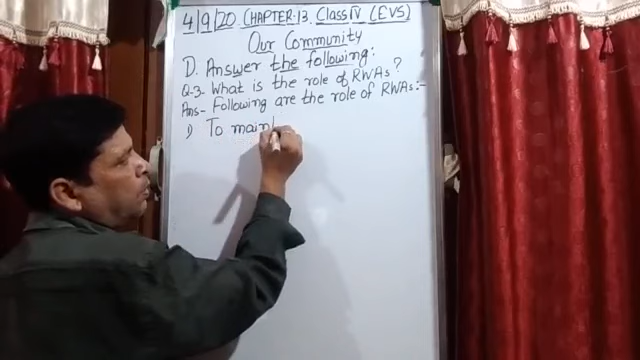 4/9/20. CHAPTER-13. Class IV (EVS)
Our Community
D. Answer the following:
Q.3- What is the role of RWAs?
Ans- Following are the role of RWAs:-
1) To main